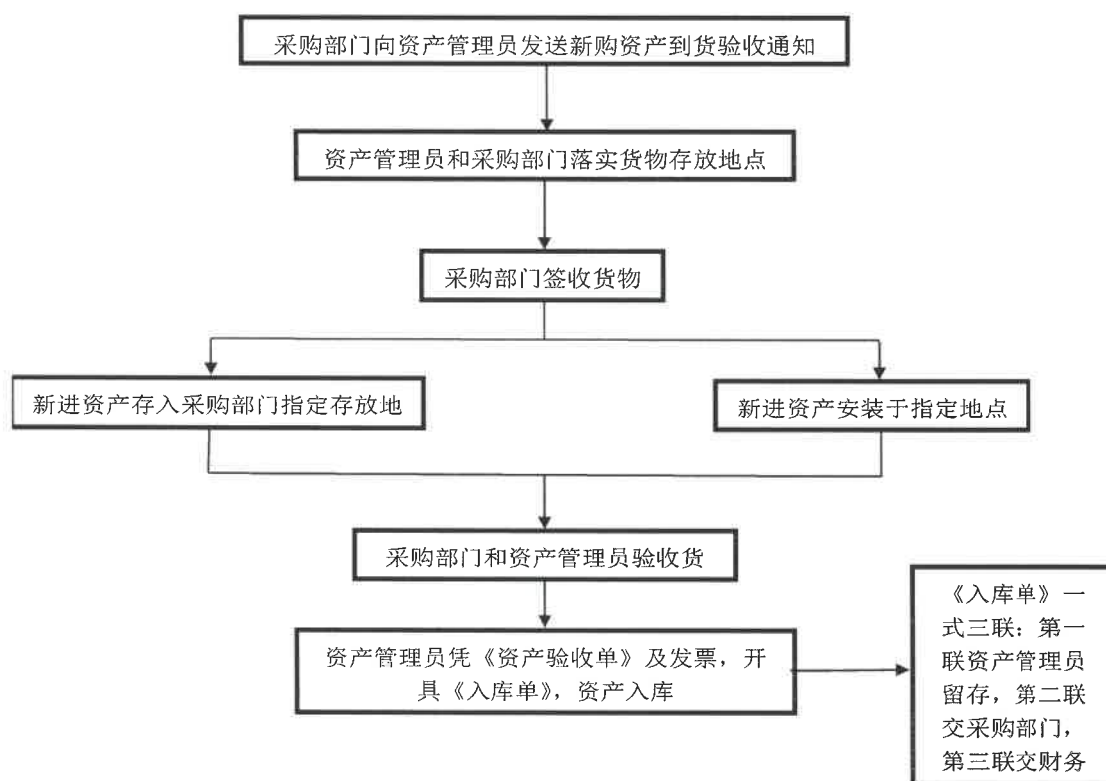 采购部门向资产管理员发送新购资产到货验收通知
资产管理员和采购部门落实货物存放地点
采购部门签收货物
新进资产存入采购部门指定存放地
新进资产安装于指定地点
采购部门和资产管理员验收货
资产管理员凭《资产验收单》及发票，开
具《入库单》，资产入库
《入库单》一
式三联：第一
联资产管理员
留存，第二联
交采购部门，
第三联交财务